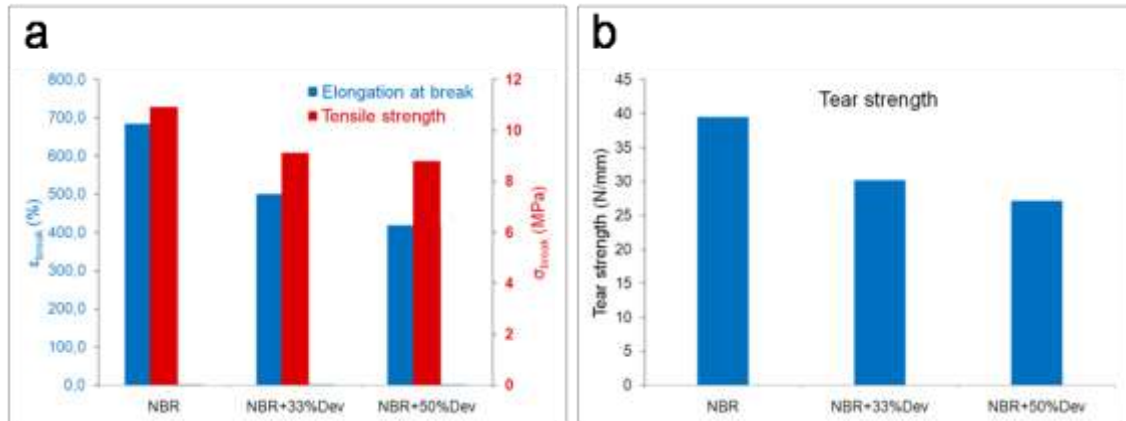 a
Elongation at break
Tensile strength
800,0
700,0
600,0
500,0
400,0
300,0
200,0
100,0
0,0
ε_break (%)
12
10
8
6
4
2
0
σ_break (MPa)
NBR
NBR+33%Dev
NBR+50%Dev
b
Tear strength
45
40
35
30
25
20
15
10
5
0
Tear strength (N/mm)
NBR
NBR+33%Dev
NBR+50%Dev